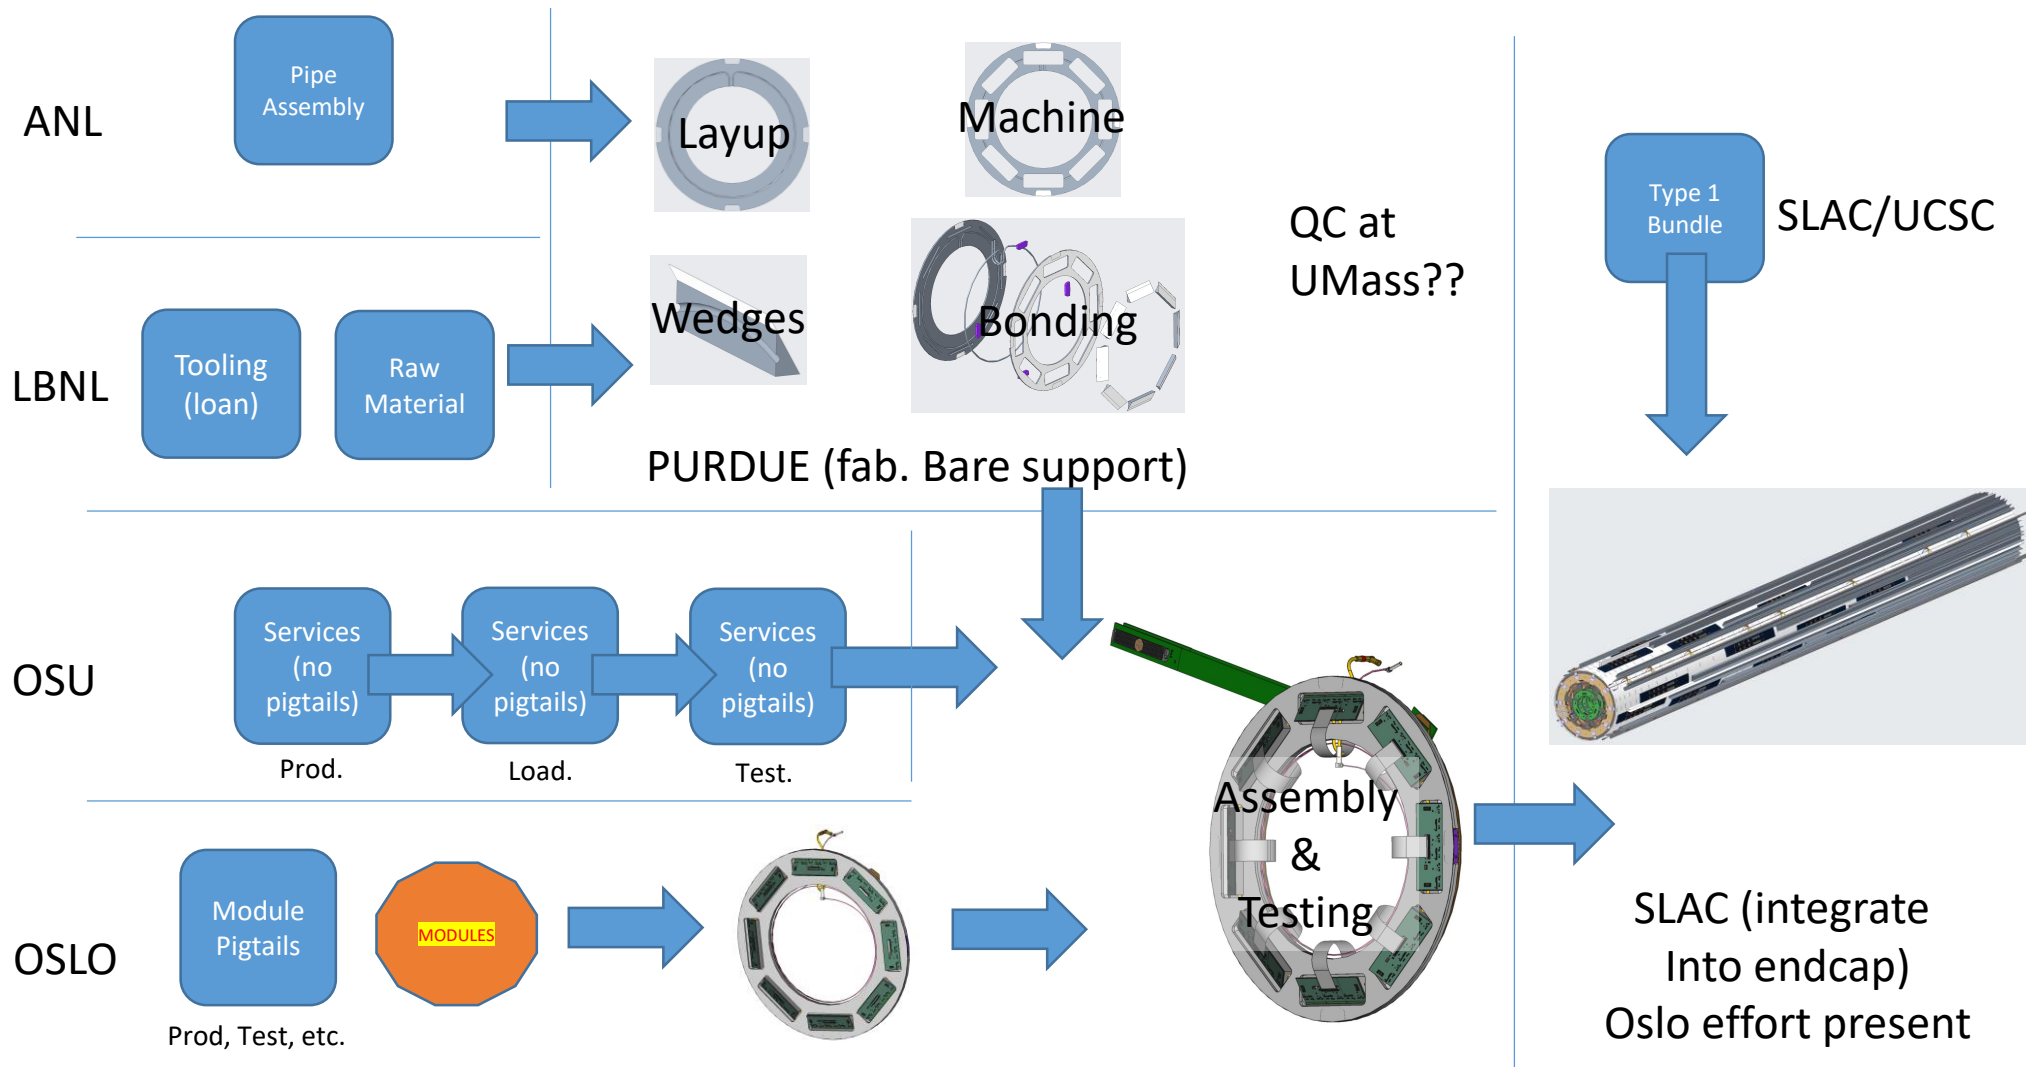 ANL
Pipe
Assembly
Layup
Machine
QC at
UMass??
Type 1
Bundle
SLAC/UCSC
LBNL
Tooling
(loan)
Raw
Material
Wedges
Bonding
PURDUE (fab. Bare support)
OSU
Services
(no
pigtails)
Prod.
Services
(no
pigtails)
Load.
Services
(no
pigtails)
Test.
OSLO
Module
Pigtails
Prod, Test, etc.
MODULES
Assembly
&
Testing
SLAC (integrate
Into endcap)
Oslo effort present